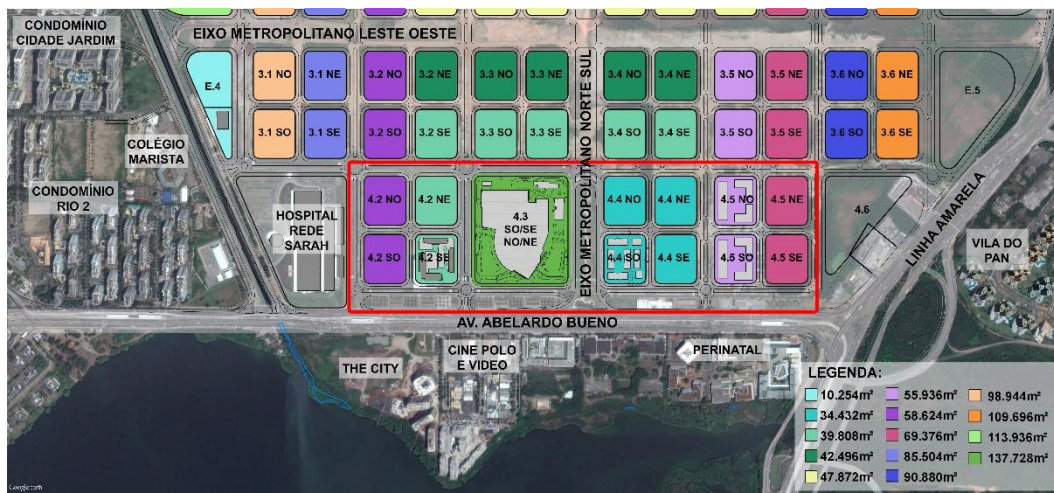 CONDOMÍNIO
CIDADE JARDIM
EIXO METROPOLITANO LESTE OESTE
EIXO METROPOLITANO NORTE SUL
E.4
3.1 NO
3.1 NE
3.2 NO
3.2 NE
3.3 NO
3.3 NE
3.4 NO
3.4 NE
3.5 NO
3.5 NE
3.6 NO
3.6 NE
E.5
3.1 SO
3.1 SE
3.2 SO
3.2 SE
3.3 SO
3.3 SE
3.4 SO
3.4 SE
3.5 SO
3.5 SE
3.6 SO
3.6 SE
COLÉGIO
MARISTA
CONDOMÍNIO
RIO 2
HOSPITAL
REDE
SARAH
4.2 NO
4.2 NE
4.3
SO/SE
NO/NE
4.4 NO
4.4 NE
4.5 NO
4.5 NE
4.6
4.2 SO
4.2 SE
4.4 SO
4.4 SE
4.5 SO
4.5 SE
LINHA AMARELA
VILA DO
PAN
AV. ABELARDO BUENO
THE CITY
CINE POLO
E VIDEO
PERINATAL
LEGENDA:
10.254m²
34.432m²
39.808m²
42.496m²
47.872m²
55.936m²
58.624m²
69.376m²
85.504m²
90.880m²
98.944m²
109.696m²
113.936m²
137.728m²
Google earth